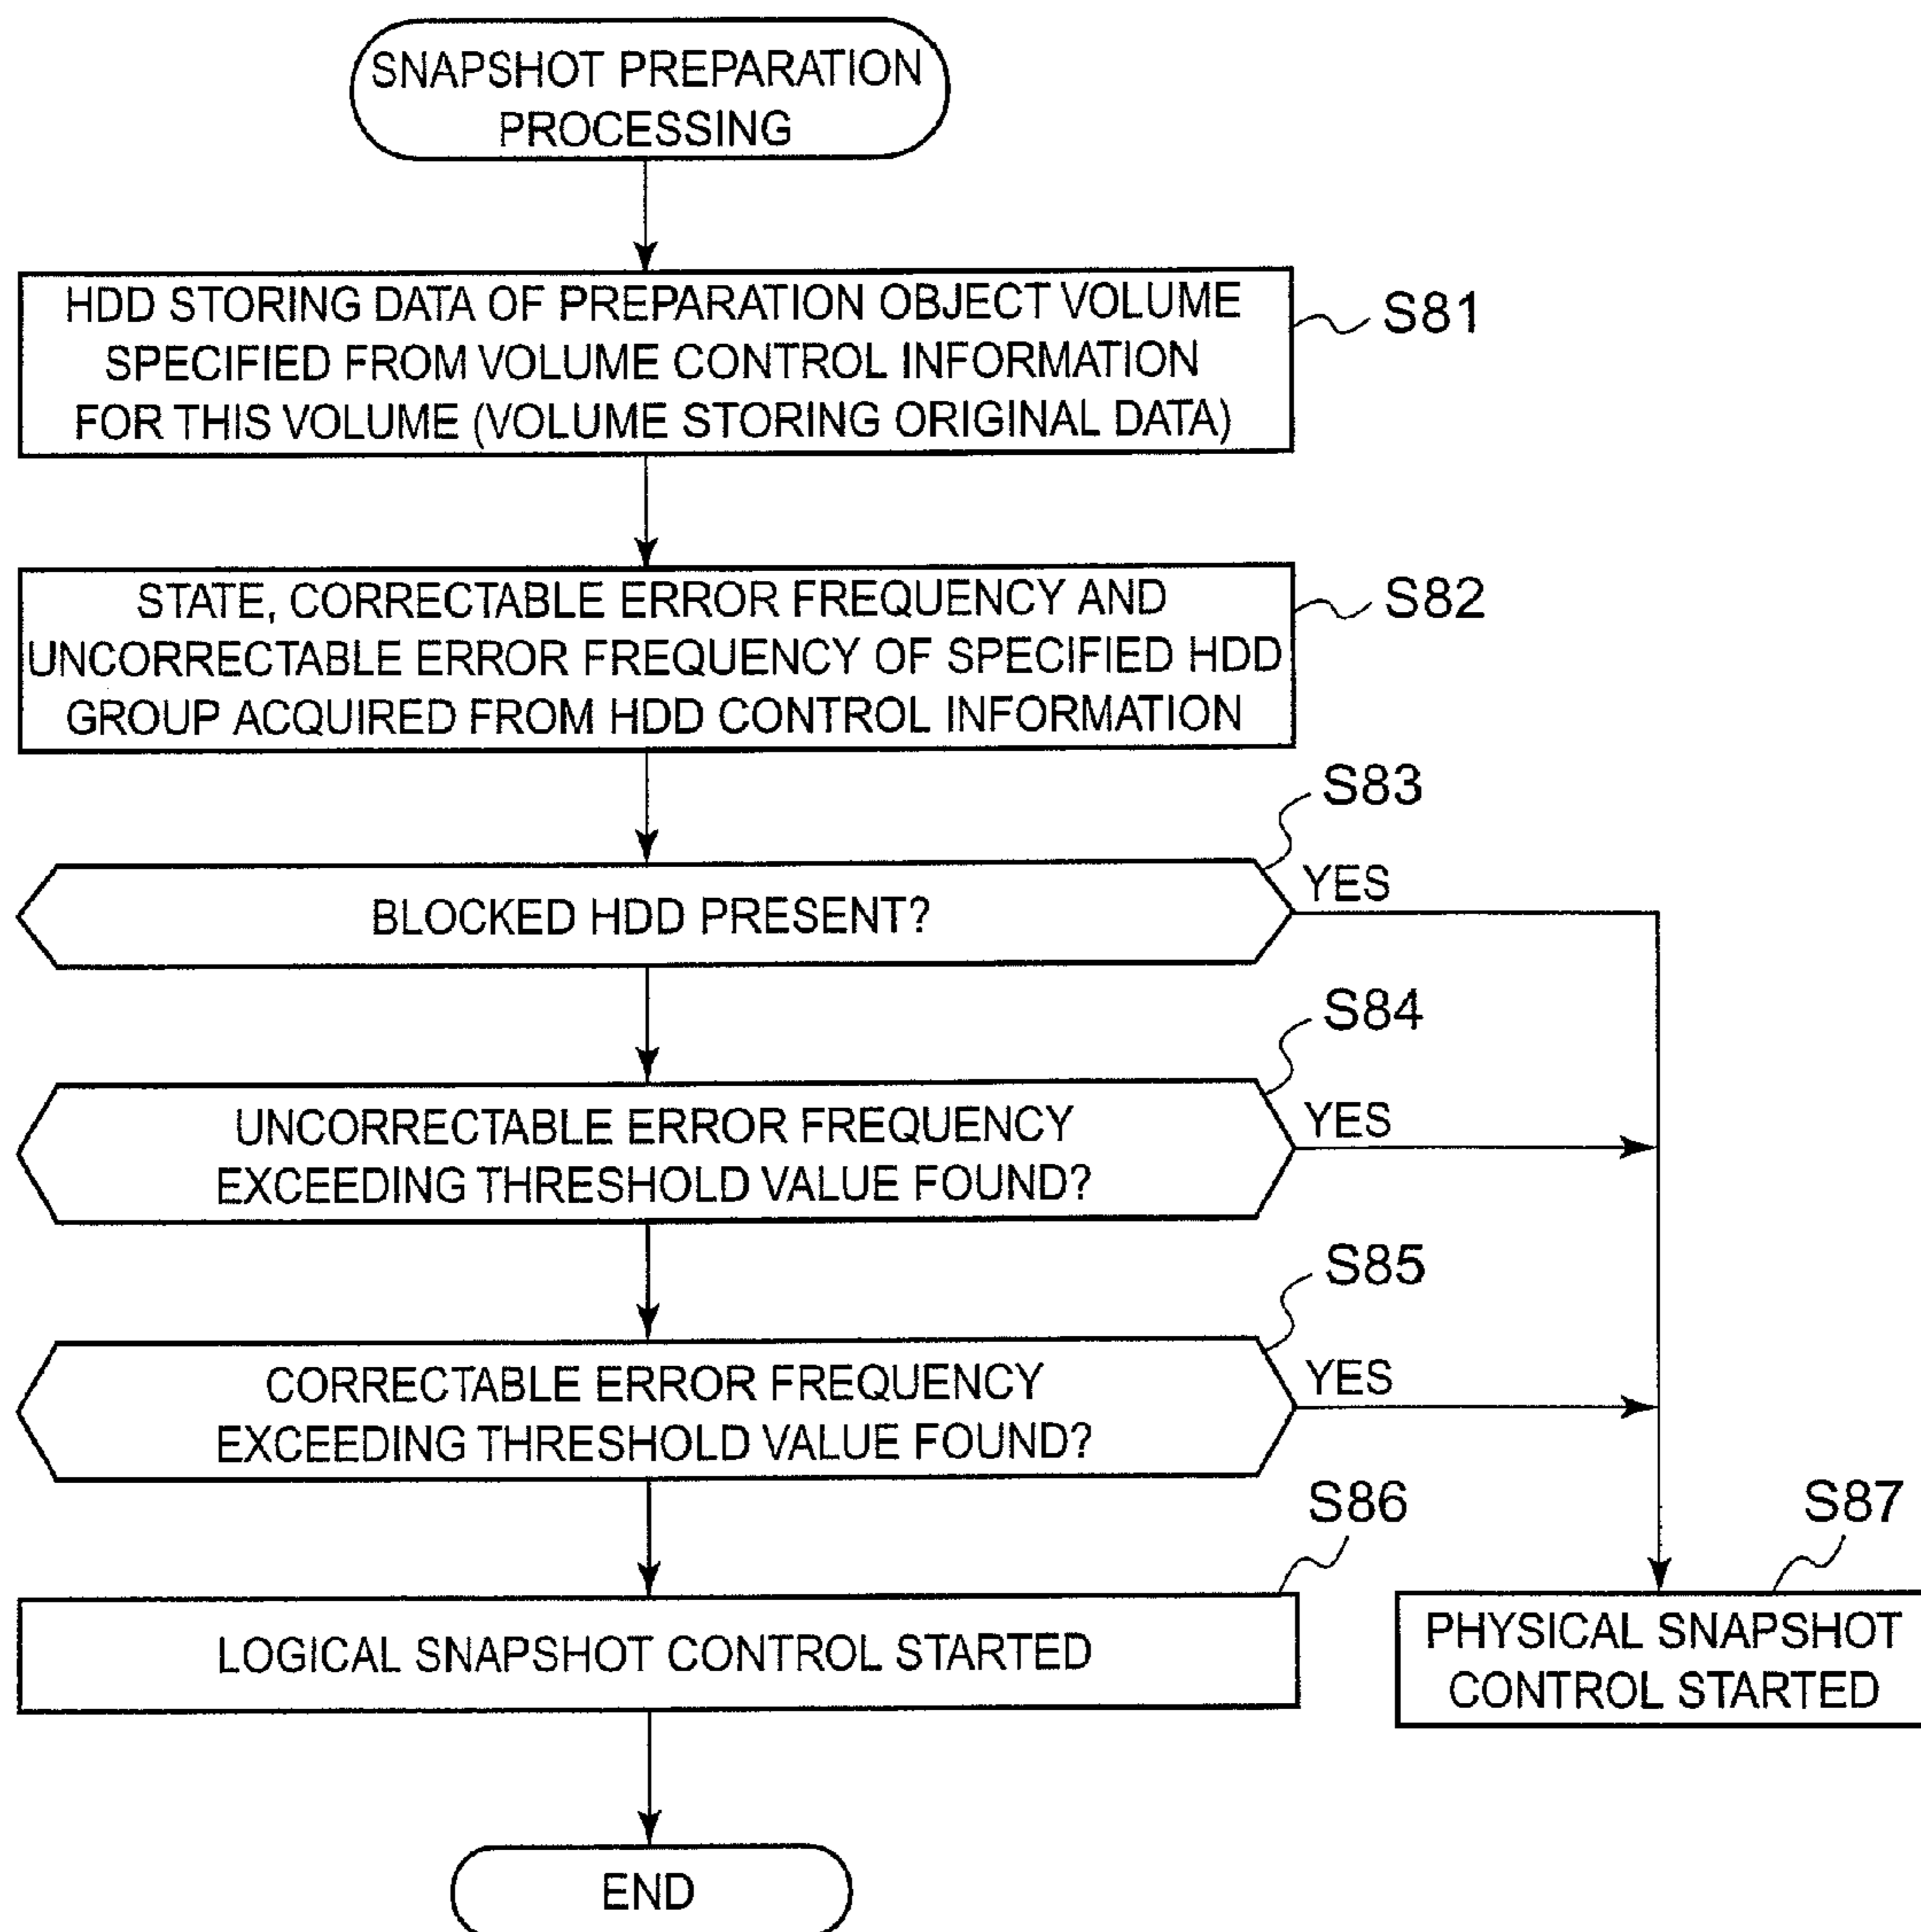 SNAPSHOT PREPARATION
PROCESSING
HDD STORING DATA OF PREPARATION OBJECT VOLUME
SPECIFIED FROM VOLUME CONTROL INFORMATION
FOR THIS VOLUME (VOLUME STORING ORIGINAL DATA)
S81
STATE, CORRECTABLE ERROR FREQUENCY AND
UNCORRECTABLE ERROR FREQUENCY OF SPECIFIED HDD
GROUP ACQUIRED FROM HDD CONTROL INFORMATION
S82
S83
BLOCKED HDD PRESENT?
YES
S84
UNCORRECTABLE ERROR FREQUENCY
EXCEEDING THRESHOLD VALUE FOUND?
YES
S85
CORRECTABLE ERROR FREQUENCY
EXCEEDING THRESHOLD VALUE FOUND?
YES
S86
LOGICAL SNAPSHOT CONTROL STARTED
S87
PHYSICAL SNAPSHOT
CONTROL STARTED
END